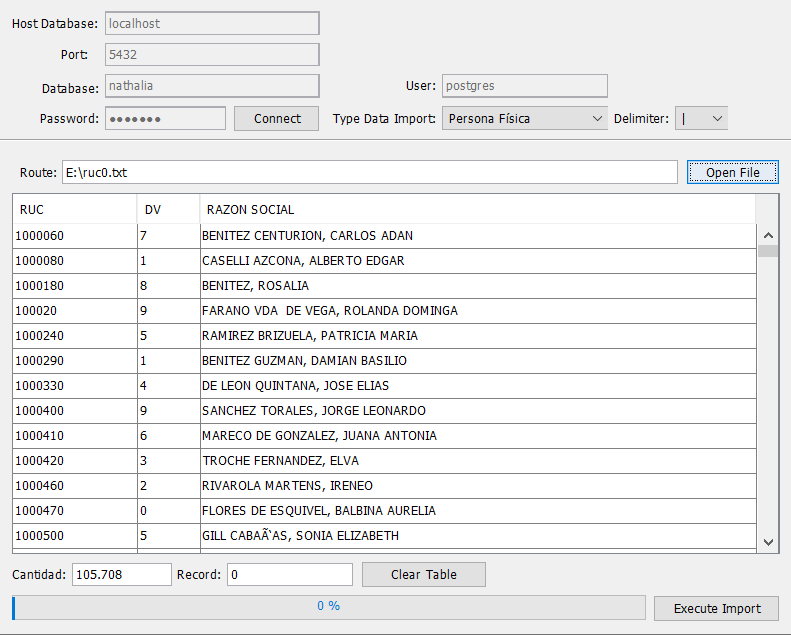 Host Database: localhost
Port: 5432
Database: nathalia User: postgres
Password: ●●●●●●● Connect Type Data Import: Persona Física Delimiter: |
Route: E:\ruc0.txt Open File
RUC DV RAZON SOCIAL
1000060 7 BENITEZ CENTURION, CARLOS ADAN
1000080 1 CASELLI AZCONA, ALBERTO EDGAR
1000180 8 BENITEZ, ROSALIA
100020 9 FARANO VDA  DE VEGA, ROLANDA DOMINGA
1000240 5 RAMIREZ BRIZUELA, PATRICIA MARIA
1000290 1 BENITEZ GUZMAN, DAMIAN BASILIO
1000330 4 DE LEON QUINTANA, JOSE ELIAS
1000400 9 SANCHEZ TORALES, JORGE LEONARDO
1000410 6 MARECO DE GONZALEZ, JUANA ANTONIA
1000420 3 TROCHE FERNANDEZ, ELVA
1000460 2 RIVAROLA MARTENS, IRENEO
1000470 0 FLORES DE ESQUIVEL, BALBINA AURELIA
1000500 5 GILL CABAÃ‘AS, SONIA ELIZABETH
Cantidad: 105.708 Record: 0 Clear Table
0 % Execute Import